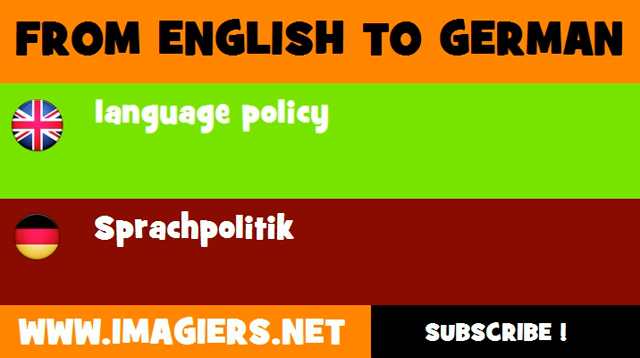 FROM ENGLISH TO GERMAN
language policy
Sprachpolitik
WWW.IMAGIERS.NET
SUBSCRIBE !